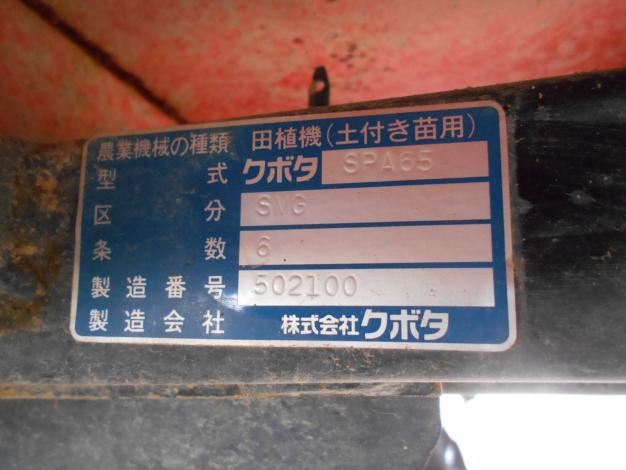 農業機械の種類 田植機(土付き苗用)
型式 クボタ SPA65
区分 SMG
条数 6
製造番号 502100
製造会社 株式会社クボタ